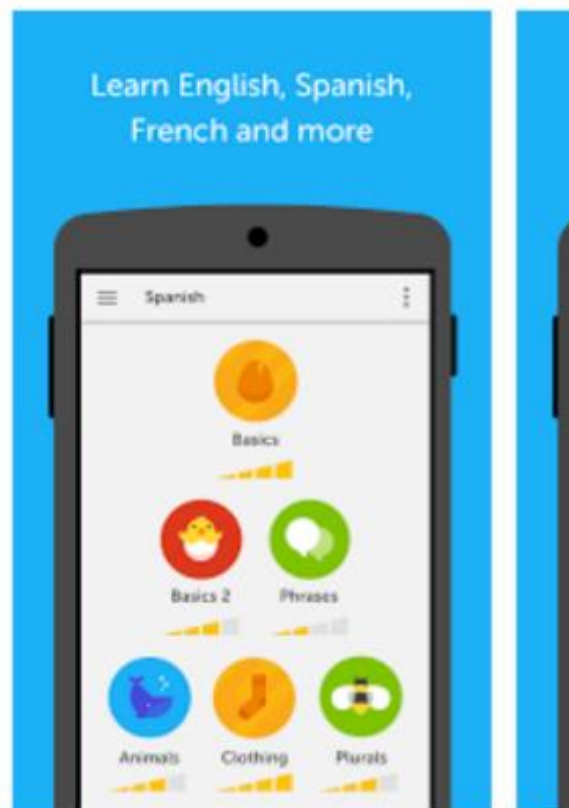 Learn English, Spanish,
French and more
Spanish
Basics
Basics 2
Phrases
Animals
Clothing
Plurals